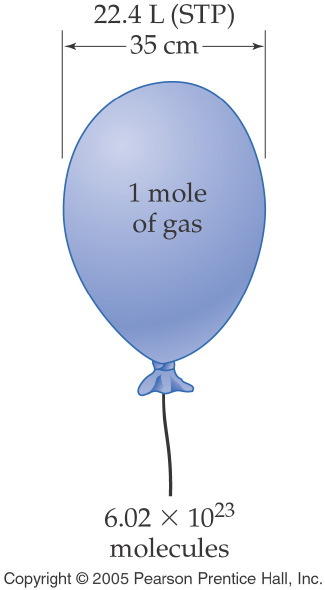 22.4 L (STP)
35 cm
1 mole
of gas
6.02 × 10²³
molecules
Copyright © 2005 Pearson Prentice Hall, Inc.